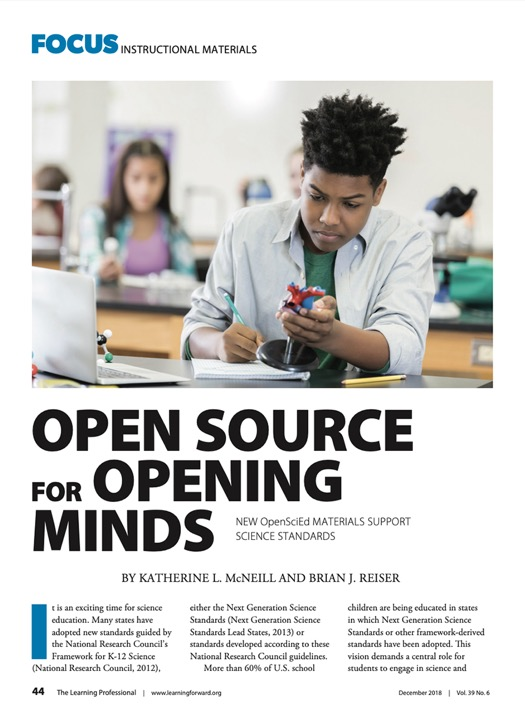 FOCUS INSTRUCTIONAL MATERIALS
OPEN SOURCE
FOR OPENING
MINDS
NEW OpenSciEd MATERIALS SUPPORT
SCIENCE STANDARDS
BY KATHERINE L. McNEILL AND BRIAN J. REISER
It is an exciting time for science
education. Many states have
adopted new standards guided by
the National Research Council's
Framework for K-12 Science
(National Research Council, 2012),
either the Next Generation Science
Standards (Next Generation Science
Standards Lead States, 2013) or
standards developed according to these
National Research Council guidelines.
More than 60% of U.S. school
children are being educated in states
in which Next Generation Science
Standards or other framework-derived
standards have been adopted. This
vision demands a central role for
students to engage in science and
44 The Learning Professional | www.learningforward.org
December 2018 | Vol. 39 No. 6